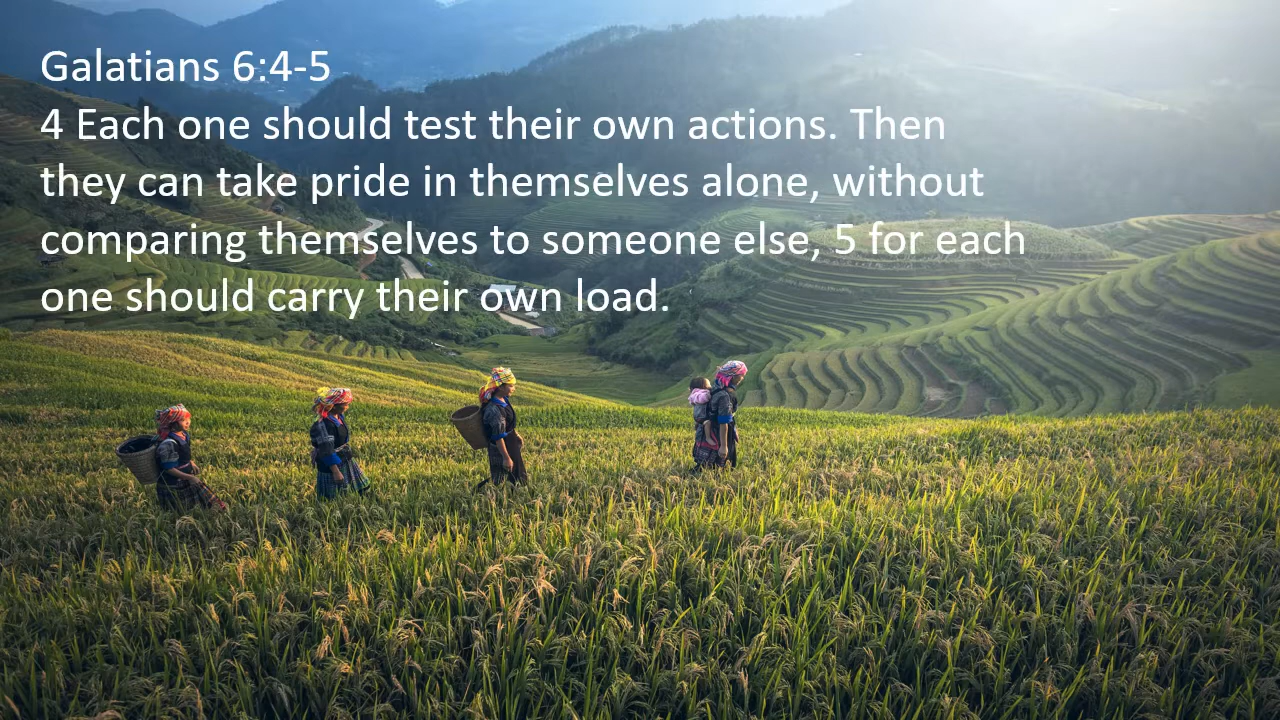 Galatians 6:4-5
4 Each one should test their own actions. Then
they can take pride in themselves alone, without
comparing themselves to someone else, 5 for each
one should carry their own load.